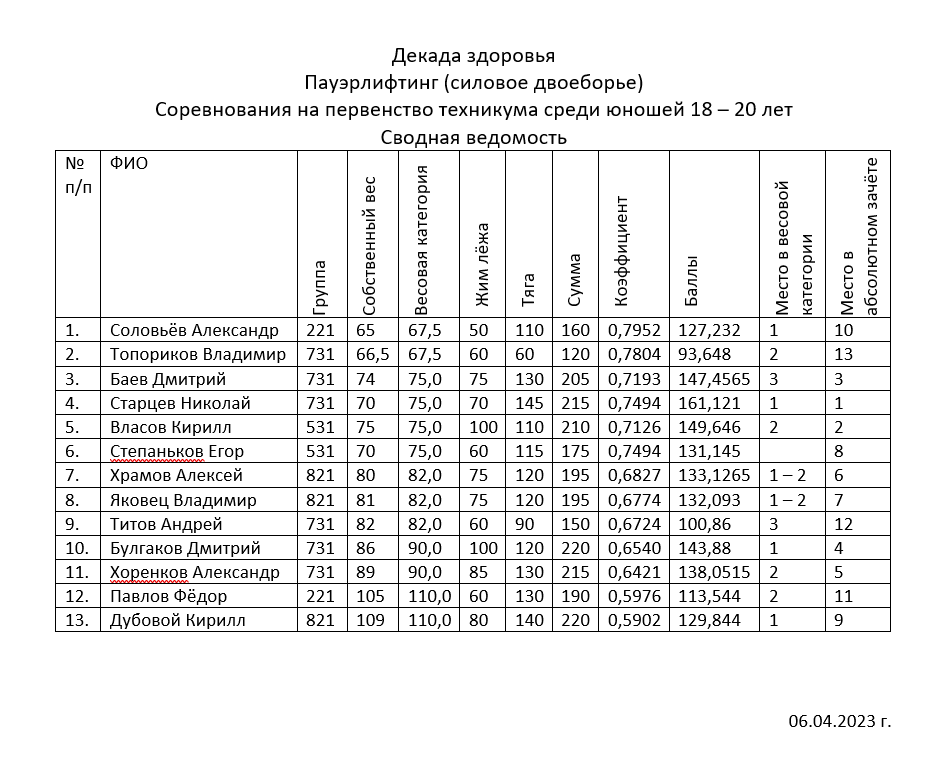 Декада здоровья
Пауэрлифтинг (силовое двоеборье)
Соревнования на первенство техникума среди юношей 18 – 20 лет
Сводная ведомость
№ п/п ФИО Группа Собственный вес Весовая категория Жим лёжа Тяга Сумма Коэффициент Баллы Место в весовой категории Место в абсолютном зачёте
1. Соловьёв Александр 221 65 67,5 50 110 160 0,7952 127,232 1 10
2. Топориков Владимир 731 66,5 67,5 60 60 120 0,7804 93,648 2 13
3. Баев Дмитрий 731 74 75,0 75 130 205 0,7193 147,4565 3 3
4. Старцев Николай 731 70 75,0 70 145 215 0,7494 161,121 1 1
5. Власов Кирилл 531 75 75,0 100 110 210 0,7126 149,646 2 2
6. Степаньков Егор 531 70 75,0 60 115 175 0,7494 131,145 8
7. Храмов Алексей 821 80 82,0 75 120 195 0,6827 133,1265 1 – 2 6
8. Яковец Владимир 821 81 82,0 75 120 195 0,6774 132,093 1 – 2 7
9. Титов Андрей 731 82 82,0 60 90 150 0,6724 100,86 3 12
10. Булгаков Дмитрий 731 86 90,0 100 120 220 0,6540 143,88 1 4
11. Хоренков Александр 731 89 90,0 85 130 215 0,6421 138,0515 2 5
12. Павлов Фёдор 221 105 110,0 60 130 190 0,5976 113,544 2 11
13. Дубовой Кирилл 821 109 110,0 80 140 220 0,5902 129,844 1 9
06.04.2023 г.